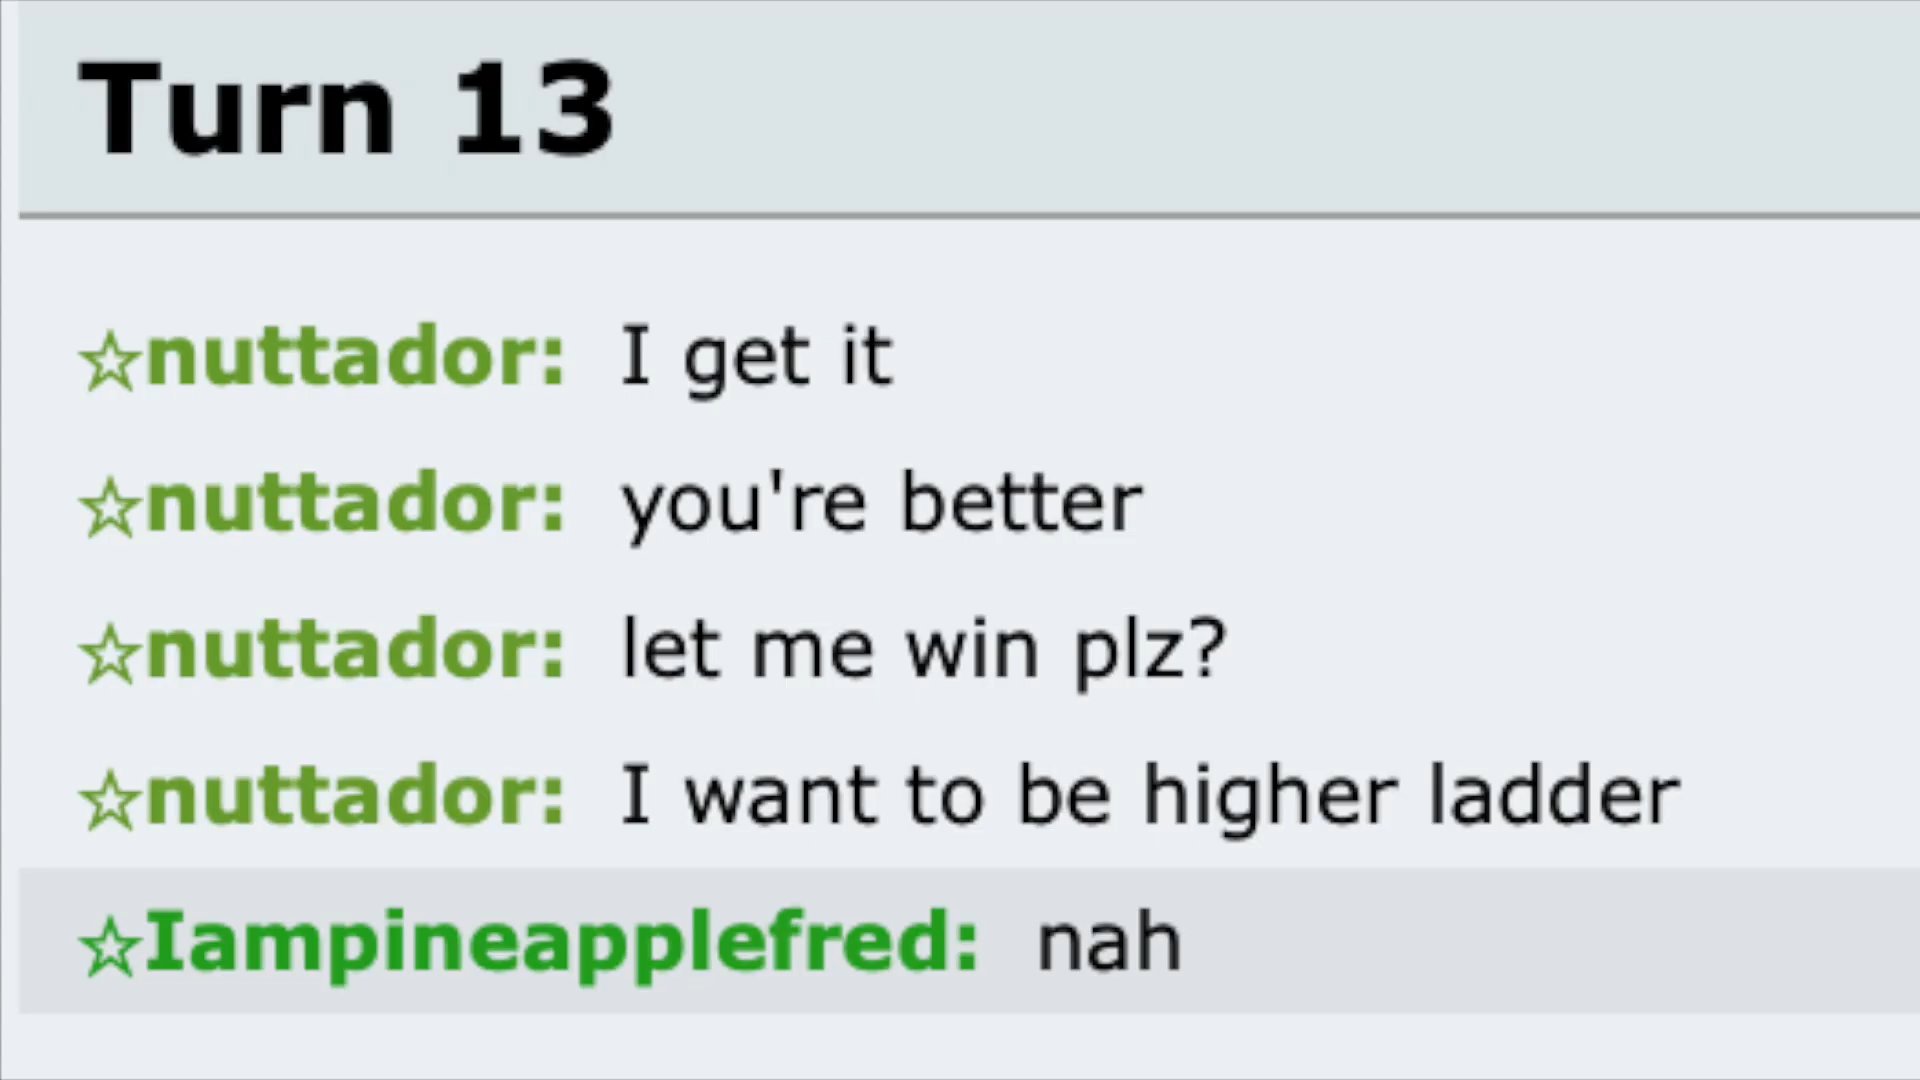 Turn 13
☆nuttador: I get it
☆nuttador: you're better
☆nuttador: let me win plz?
☆nuttador: I want to be higher ladder
☆Iampineapplefred: nah